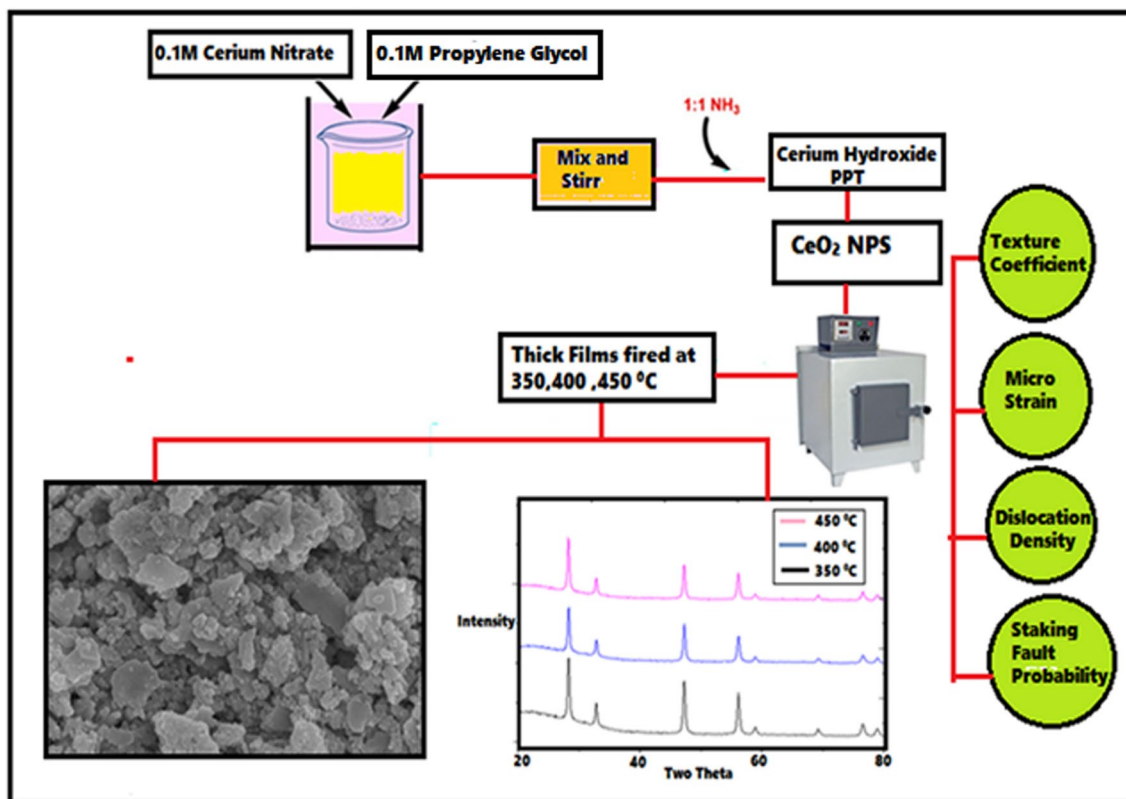 0.1M Cerium Nitrate
0.1M Propylene Glycol
1:1 NH₃
Mix and
Stirr
Cerium Hydroxide
PPT
CeO₂ NPS
Texture
Coefficient
Thick Films fired at
350,400 ,450 ⁰C
Micro
Strain
Dislocation
Density
Staking
Fault
Probability
450 ⁰C
400 ⁰C
350 ⁰C
Intensity
20
40
60
80
Two Theta